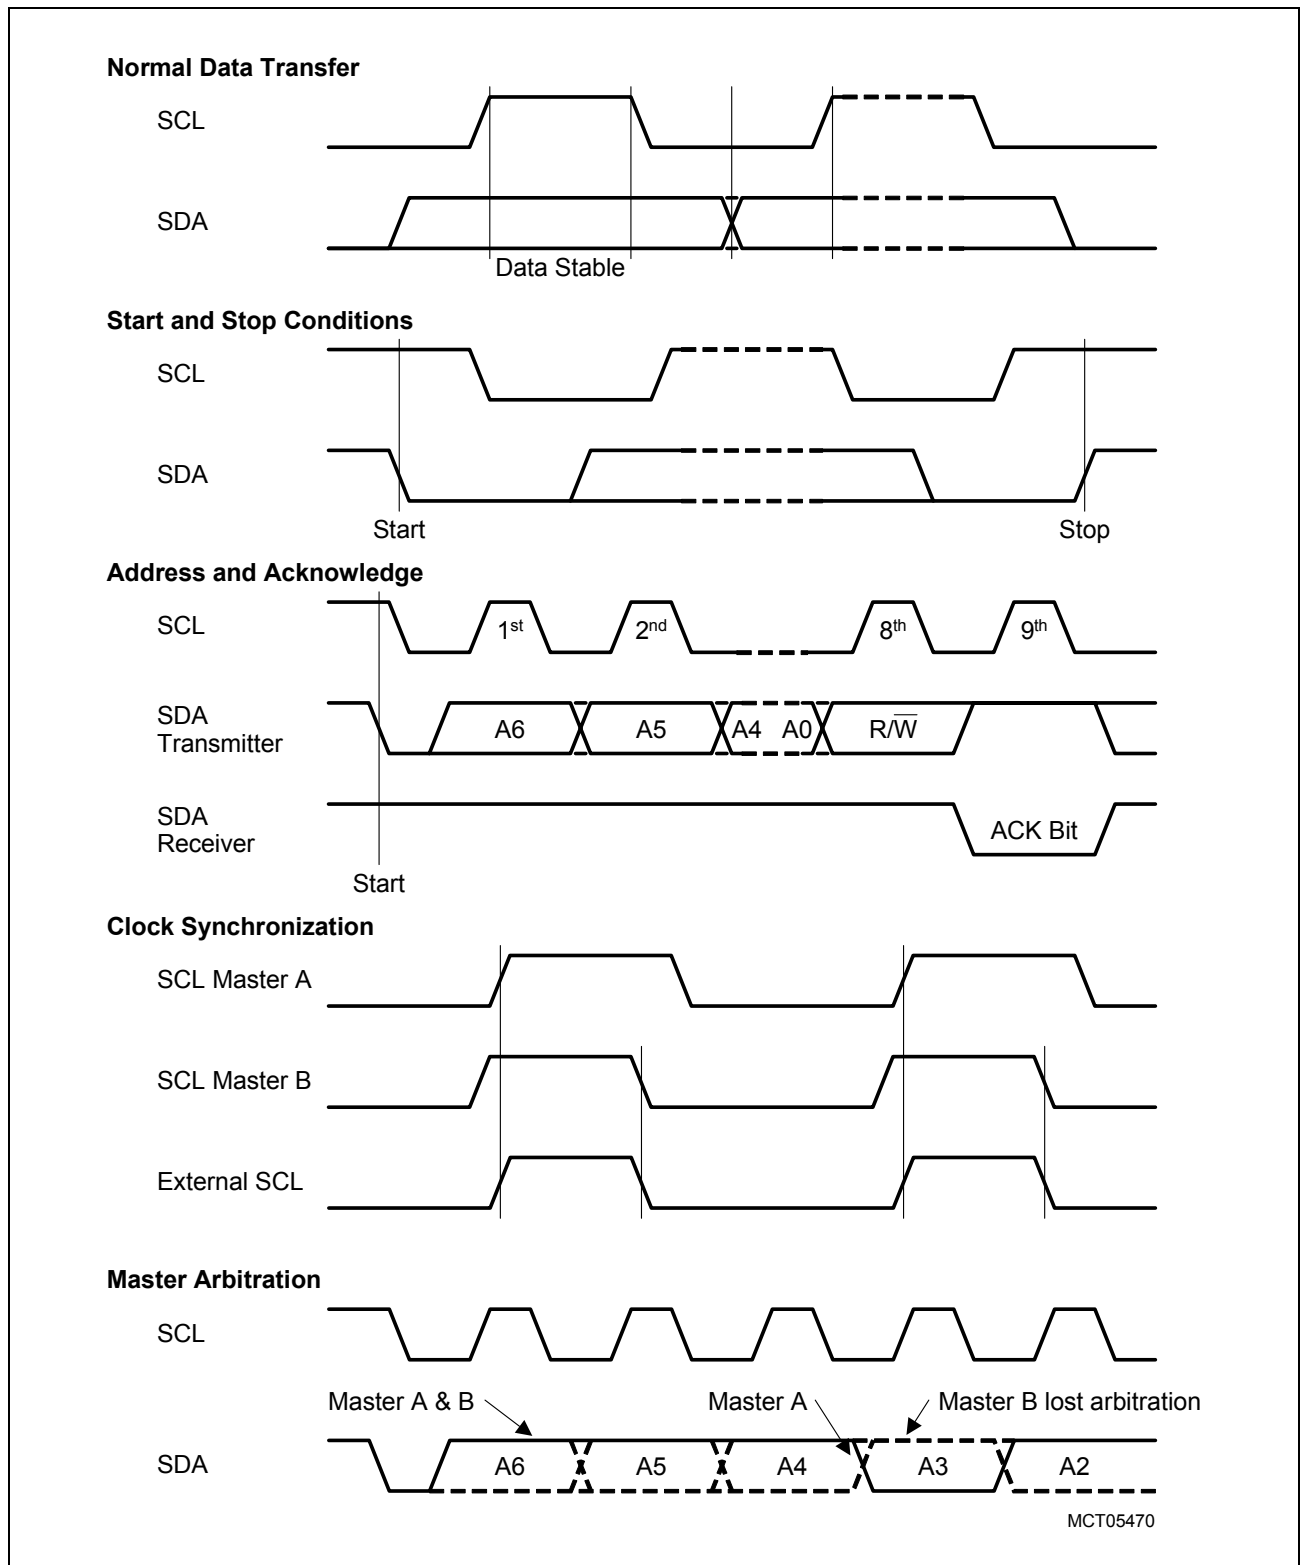 Normal Data Transfer
SCL
SDA
Data Stable
Start and Stop Conditions
SCL
SDA
Start
Stop
Address and Acknowledge
SCL
1st
2nd
8th
9th
SDA
Transmitter
A6
A5
A4
A0
R/W̅
SDA
Receiver
ACK Bit
Start
Clock Synchronization
SCL Master A
SCL Master B
External SCL
Master Arbitration
SCL
Master A & B
Master A
Master B lost arbitration
SDA
A6
A5
A4
A3
A2
MCT05470